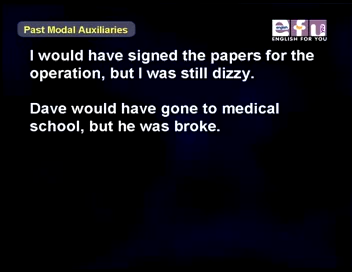 Past Modal Auxiliaries
efu
ENGLISH FOR YOU
I would have signed the papers for the
operation, but I was still dizzy.
Dave would have gone to medical
school, but he was broke.